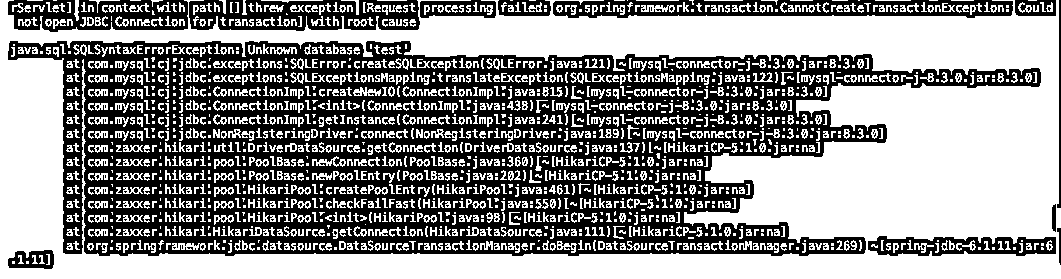 rServlet] in context with path [] threw exception [Request processing failed: org.springframework.transaction.CannotCreateTransactionException: Could
not open JDBC Connection for transaction] with root cause
java.sql.SQLSyntaxErrorException: Unknown database 'test'
at com.mysql.cj.jdbc.exceptions.SQLError.createSQLException(SQLError.java:121) ~[mysql-connector-j-8.3.0.jar:8.3.0]
at com.mysql.cj.jdbc.exceptions.SQLExceptionsMapping.translateException(SQLExceptionsMapping.java:122) ~[mysql-connector-j-8.3.0.jar:8.3.0]
at com.mysql.cj.jdbc.ConnectionImpl.createNewIO(ConnectionImpl.java:815) ~[mysql-connector-j-8.3.0.jar:8.3.0]
at com.mysql.cj.jdbc.ConnectionImpl.<init>(ConnectionImpl.java:438) ~[mysql-connector-j-8.3.0.jar:8.3.0]
at com.mysql.cj.jdbc.ConnectionImpl.getInstance(ConnectionImpl.java:241) ~[mysql-connector-j-8.3.0.jar:8.3.0]
at com.mysql.cj.jdbc.NonRegisteringDriver.connect(NonRegisteringDriver.java:189) ~[mysql-connector-j-8.3.0.jar:8.3.0]
at com.zaxxer.hikari.util.DriverDataSource.getConnection(DriverDataSource.java:137) ~[HikariCP-5.1.0.jar:na]
at com.zaxxer.hikari.pool.PoolBase.newConnection(PoolBase.java:360) ~[HikariCP-5.1.0.jar:na]
at com.zaxxer.hikari.pool.PoolBase.newPoolEntry(PoolBase.java:202) ~[HikariCP-5.1.0.jar:na]
at com.zaxxer.hikari.pool.HikariPool.createPoolEntry(HikariPool.java:461) ~[HikariCP-5.1.0.jar:na]
at com.zaxxer.hikari.pool.HikariPool.checkFailFast(HikariPool.java:550) ~[HikariCP-5.1.0.jar:na]
at com.zaxxer.hikari.pool.HikariPool.<init>(HikariPool.java:98) ~[HikariCP-5.1.0.jar:na]
at com.zaxxer.hikari.HikariDataSource.getConnection(HikariDataSource.java:111) ~[HikariCP-5.1.0.jar:na]
at org.springframework.jdbc.datasource.DataSourceTransactionManager.doBegin(DataSourceTransactionManager.java:269) ~[spring-jdbc-6.1.11.jar:6
.1.11]